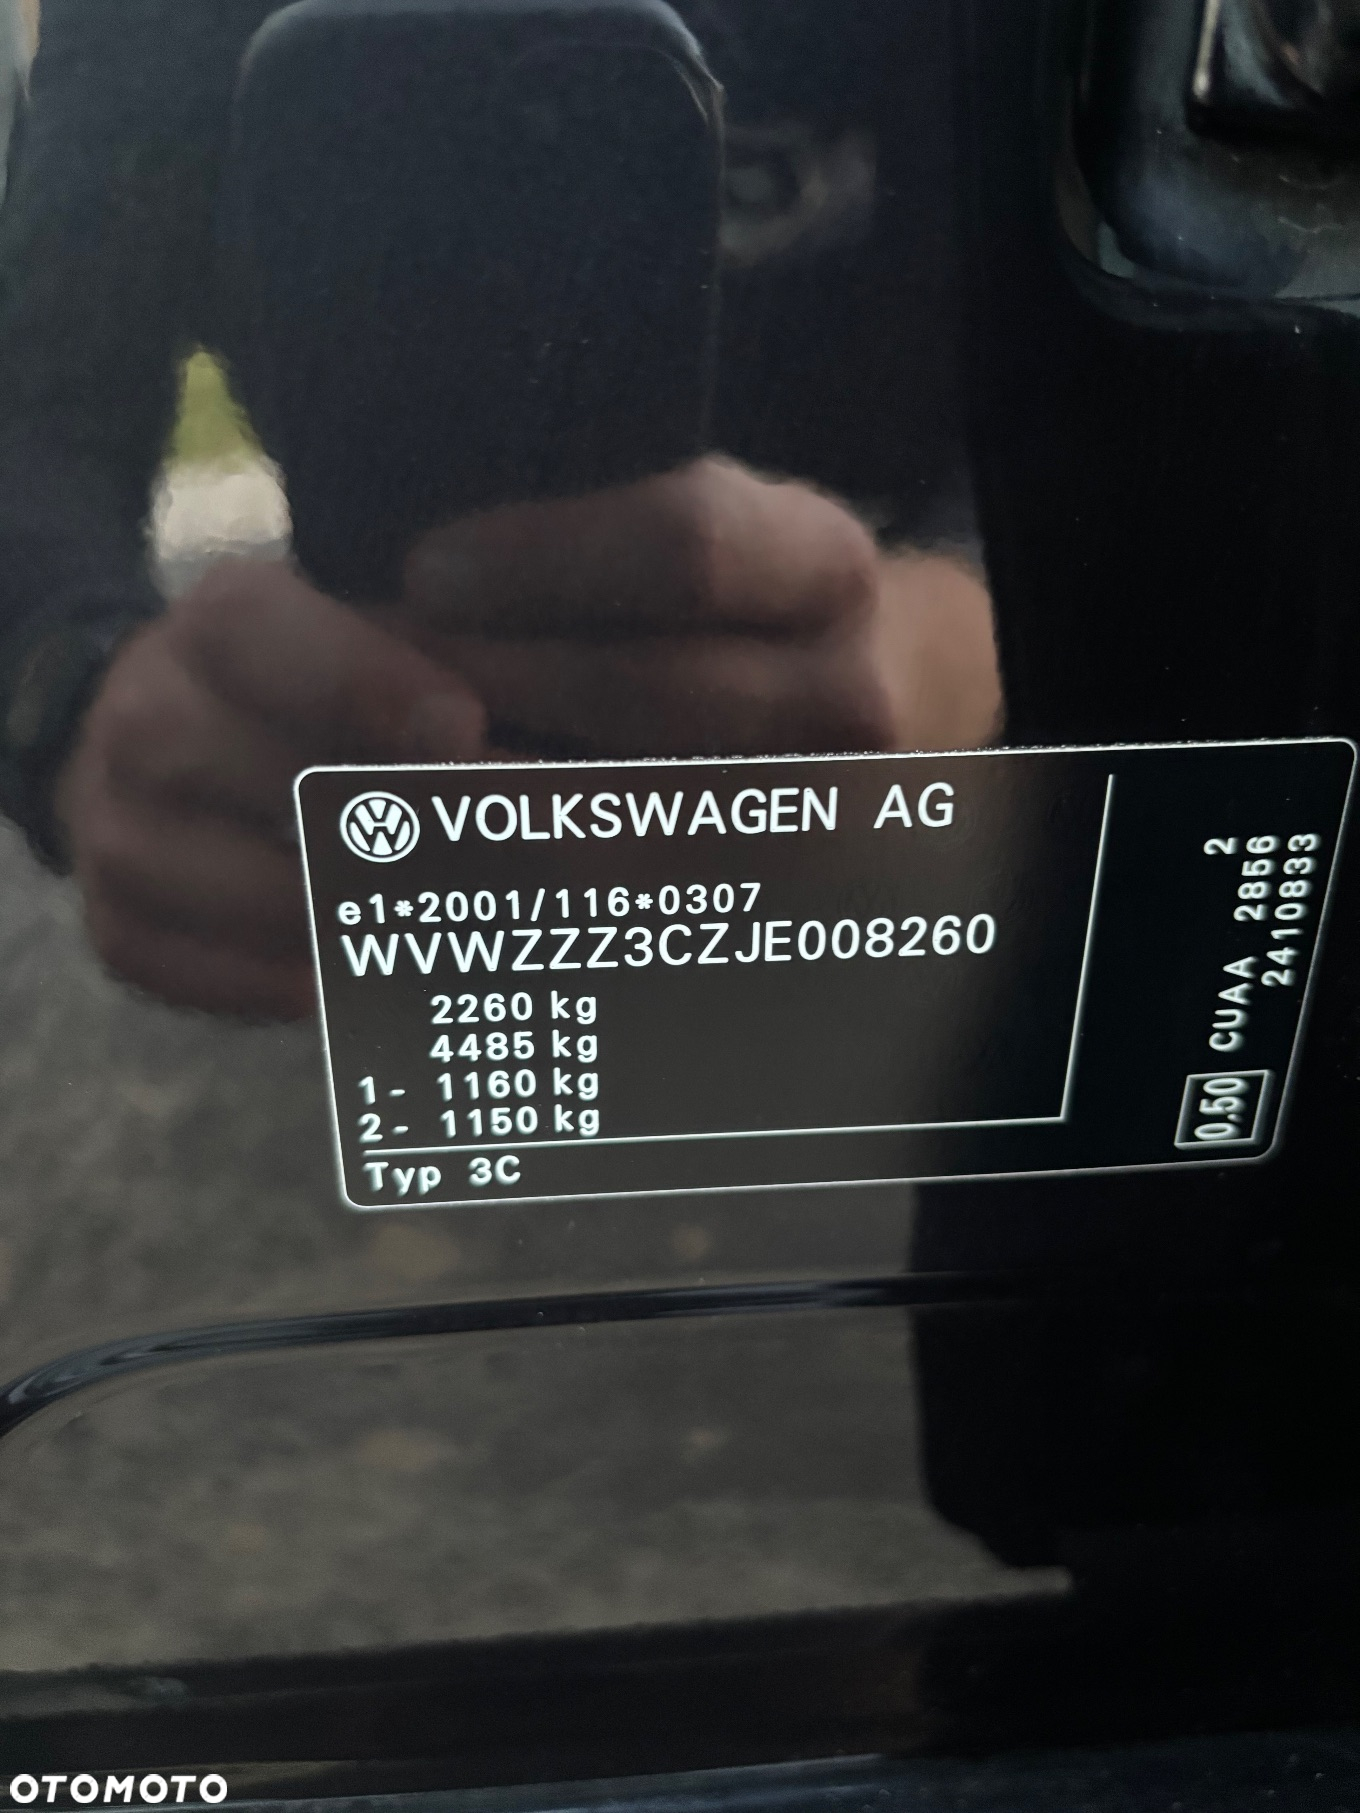 VOLKSWAGEN AG
e1*2001/116*0307
WVWZZZ3CZJE008260
2260 kg
4485 kg
1- 1160 kg
2- 1150 kg
Typ 3C
2
0,50 CUAA 2856
2410833
OTOMOTO